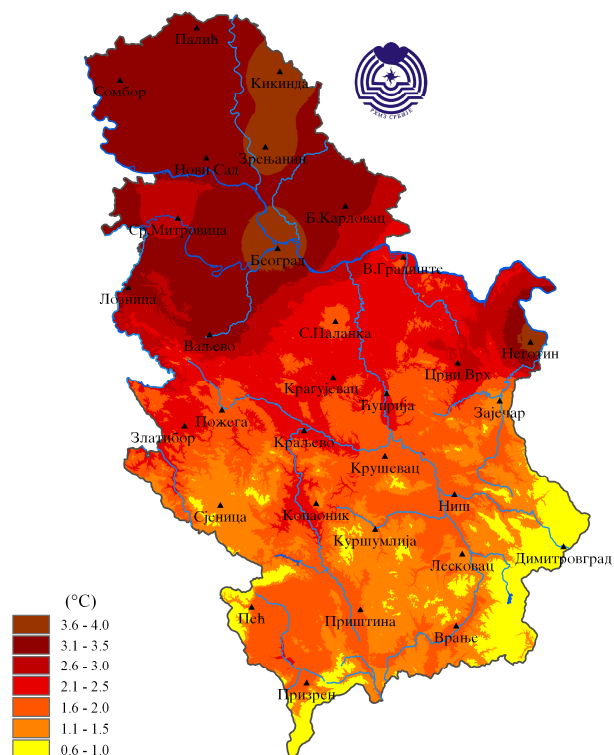 Палић
Кикинда
Сомбор
РХМЗ СРБИЈЕ
Зрењанин
Нови Сад
Б.Карловац
Ср.Митровица
Београд
В.Градиште
Лозница
С.Паланка
Ваљево
Неготин
Црни Врх
Крагујевац
Ћуприја
Зајечар
Пожега
Златибор
Краљево
Крушевац
Ниш
Сјеница
Копаоник
Куршумлија
Димитровград
Лесковац
(°C)
Пећ
Приштина
Врање
3.6 - 4.0
3.1 - 3.5
2.6 - 3.0
2.1 - 2.5
Призрен
1.6 - 2.0
1.1 - 1.5
0.6 - 1.0